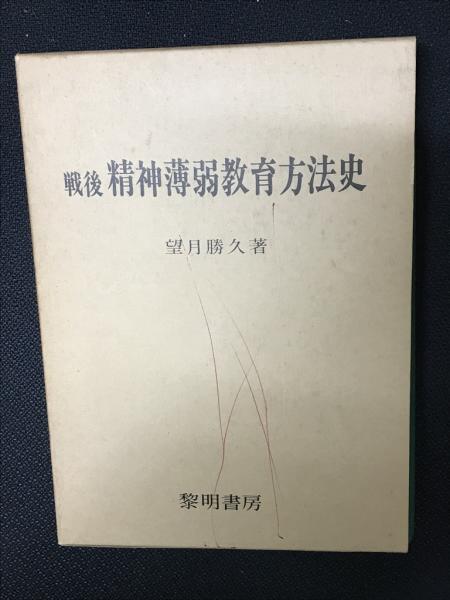 戦後 精神薄弱教育方法史
望月勝久著
黎明書房